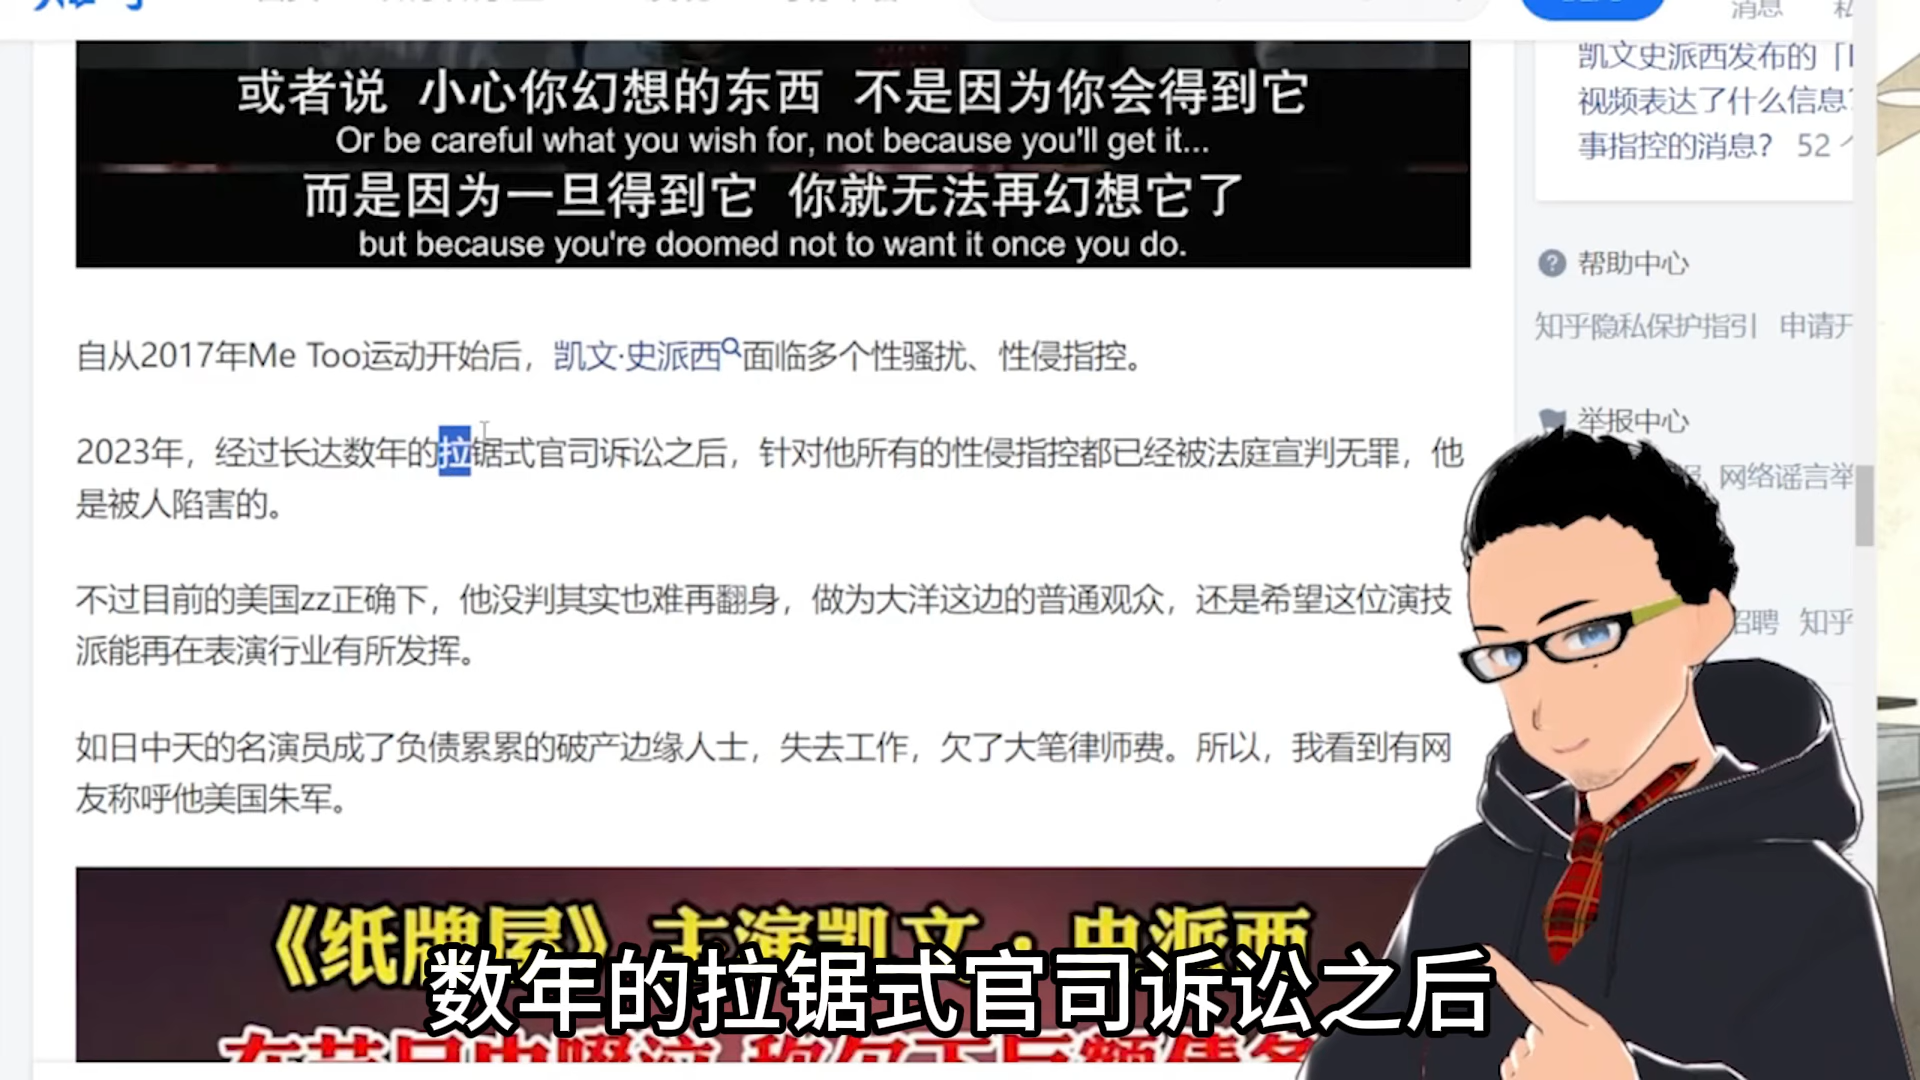 消息
或者说 小心你幻想的东西 不是因为你会得到它
Or be careful what you wish for, not because you'll get it...
而是因为一旦得到它 你就无法再幻想它了
but because you're doomed not to want it once you do.
自从2017年Me Too运动开始后，凯文·史派西面临多个性骚扰、性侵指控。
2023年，经过长达数年的拉锯式官司诉讼之后，针对他所有的性侵指控都已经被法庭宣判无罪，他
是被人陷害的。
不过目前的美国zz正确下，他没判其实也难再翻身，做为大洋这边的普通观众，还是希望这位演技
派能再在表演行业有所发挥。
如日中天的名演员成了负债累累的破产边缘人士，失去工作，欠了大笔律师费。所以，我看到有网
友称呼他美国朱军。
《纸牌屋》主演凯文·史派西
数年的拉锯式官司诉讼之后
凯文史派西发布的「
视频表达了什么信息?
事指控的消息? 52
帮助中心
知乎隐私保护指引 申请开
举报中心
网络谣言举
招聘 知乎